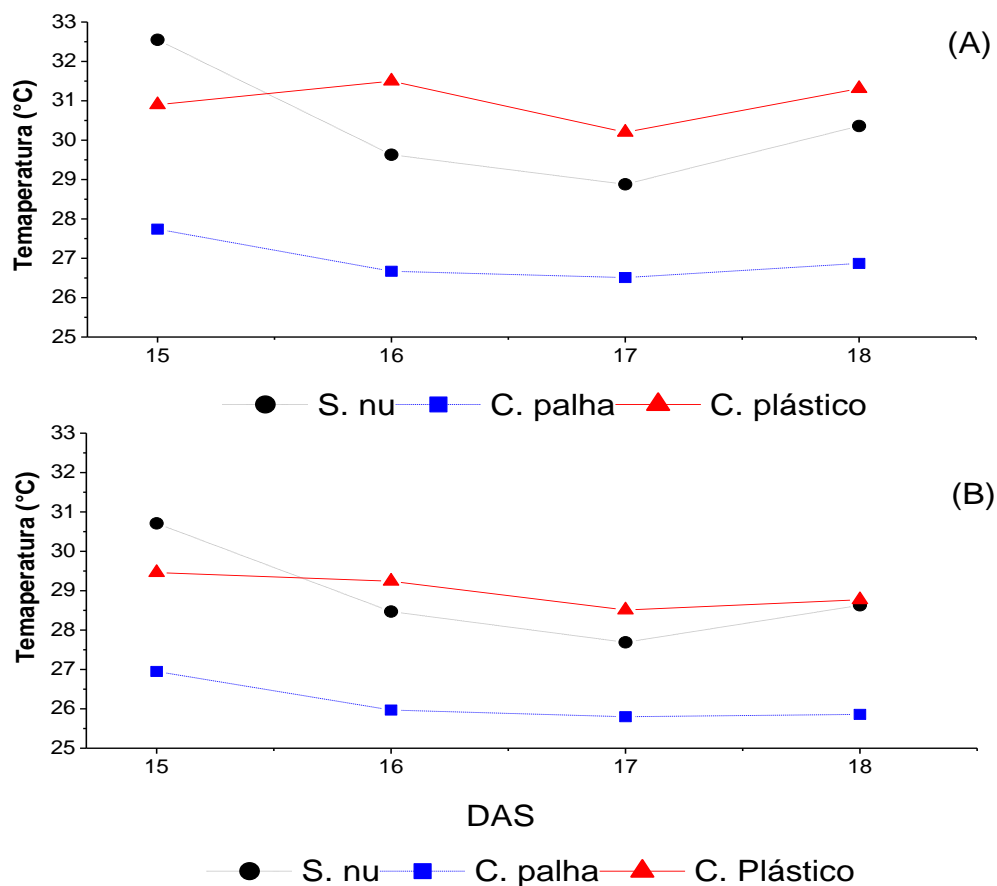 33
(A)
32
31
30
29
28
27
26
25
Temaperatura (°C)
15 16 17 18
S. nu C. palha C. plástico
33
32
(B)
31
30
29
28
27
26
25
Temaperatura (°C)
15 16 17 18
DAS
S. nu C. palha C. Plástico